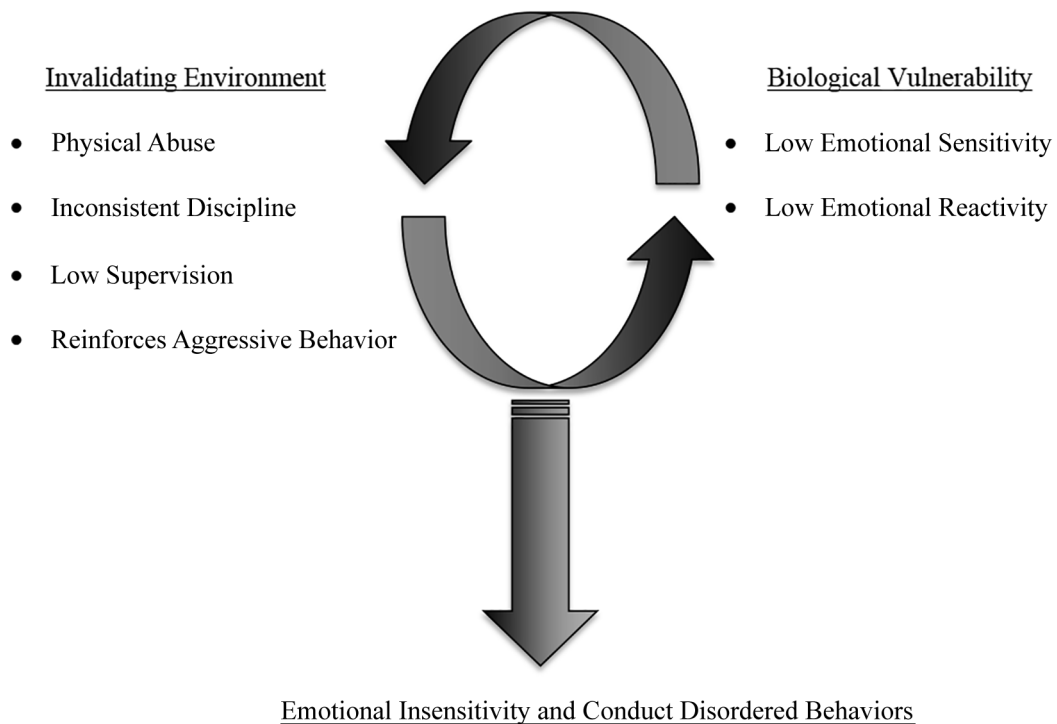 Invalidating Environment
• Physical Abuse
• Inconsistent Discipline
• Low Supervision
• Reinforces Aggressive Behavior
Biological Vulnerability
• Low Emotional Sensitivity
• Low Emotional Reactivity
Emotional Insensitivity and Conduct Disordered Behaviors